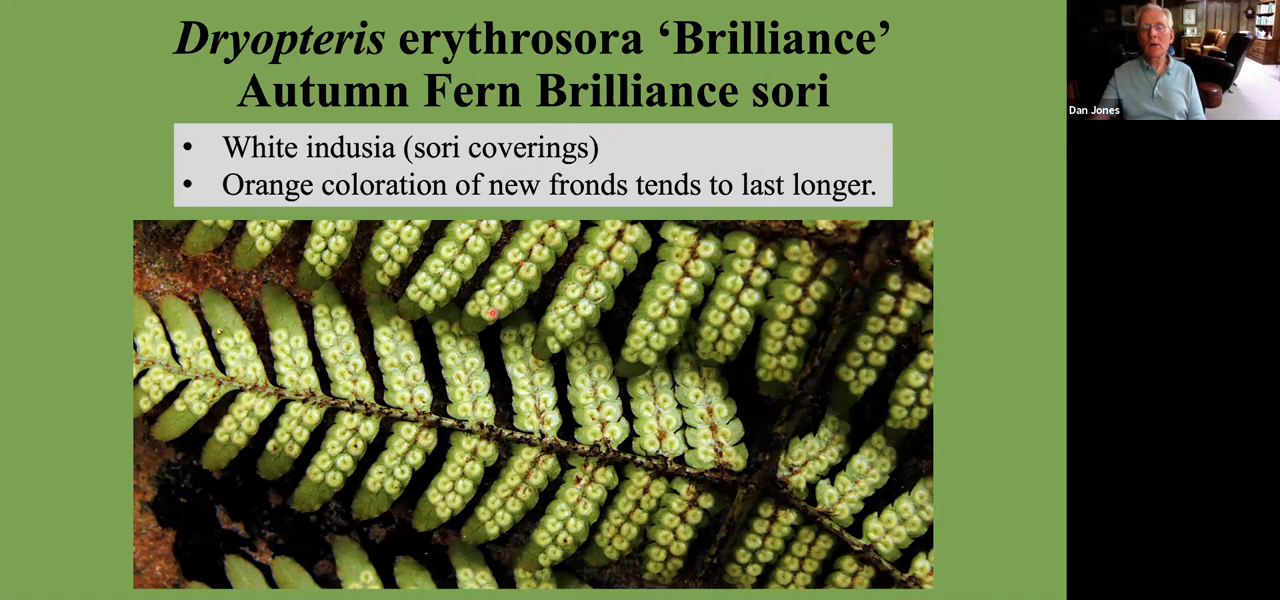 Dryopteris erythrosora ‘Brilliance’
Autumn Fern Brilliance sori
• White indusia (sori coverings)
• Orange coloration of new fronds tends to last longer.
Dan Jones